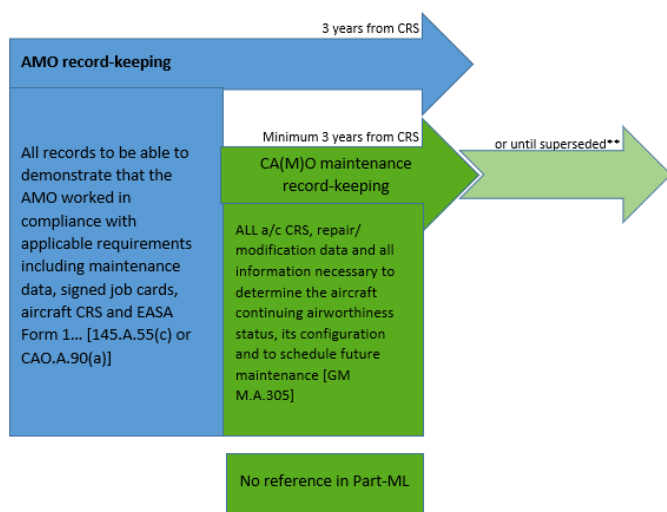 3 years from CRS
AMO record-keeping
Minimum 3 years from CRS
or until superseded**
CA(M)O maintenance
record-keeping
All records to be able to
demonstrate that the
AMO worked in
compliance with
applicable requirements
including maintenance
data, signed job cards,
aircraft CRS and EASA
Form 1... [145.A.55(c) or
CAO.A.90(a)]
ALL a/c CRS, repair/
modification data and all
information necessary to
determine the aircraft
continuing airworthiness
status, its configuration
and to schedule future
maintenance [GM
M.A.305]
No reference in Part-ML